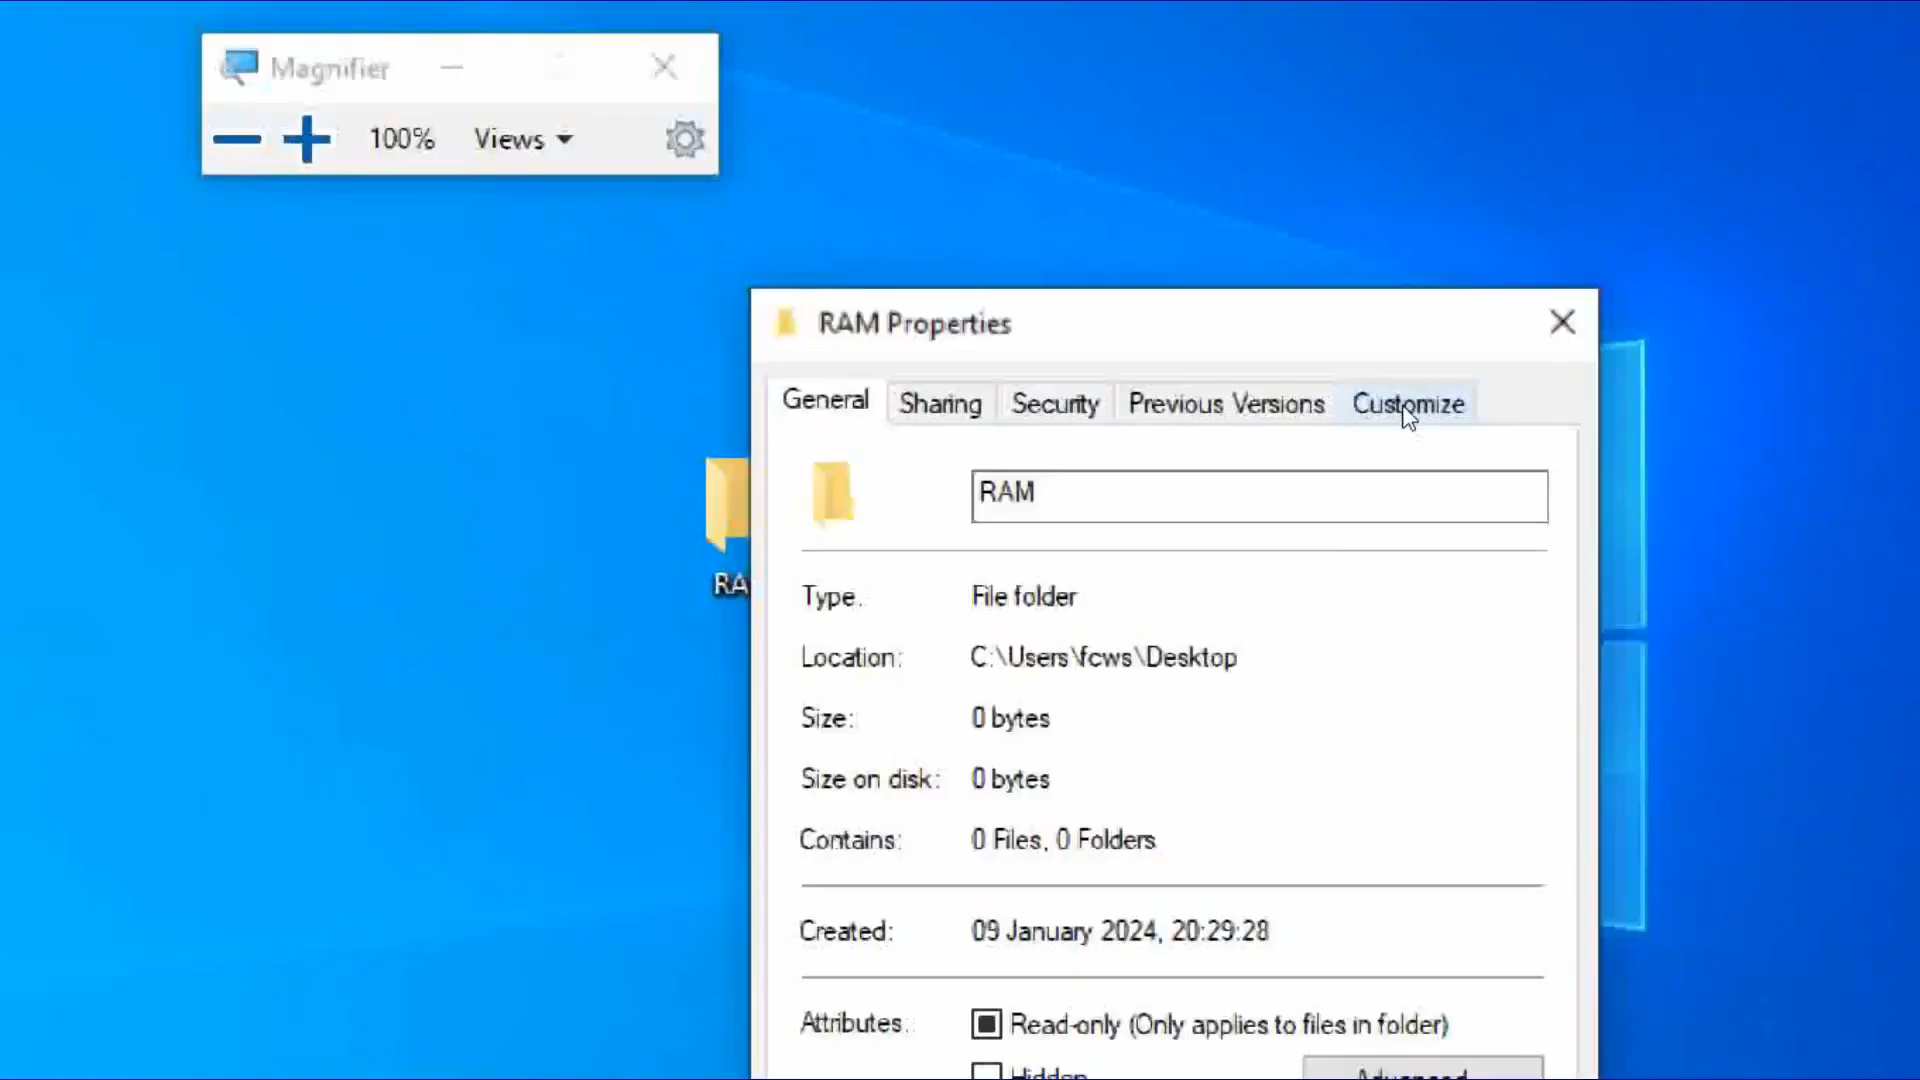 Magnifier
100% Views
RAM Properties
General Sharing Security Previous Versions Customize
RAM
RA
Type: File folder
Location: C:\Users\fcws\Desktop
Size: 0 bytes
Size on disk: 0 bytes
Contains: 0 Files, 0 Folders
Created: 09 January 2024, 20:29:28
Attributes: Read-only (Only applies to files in folder)
Hidden Advanced